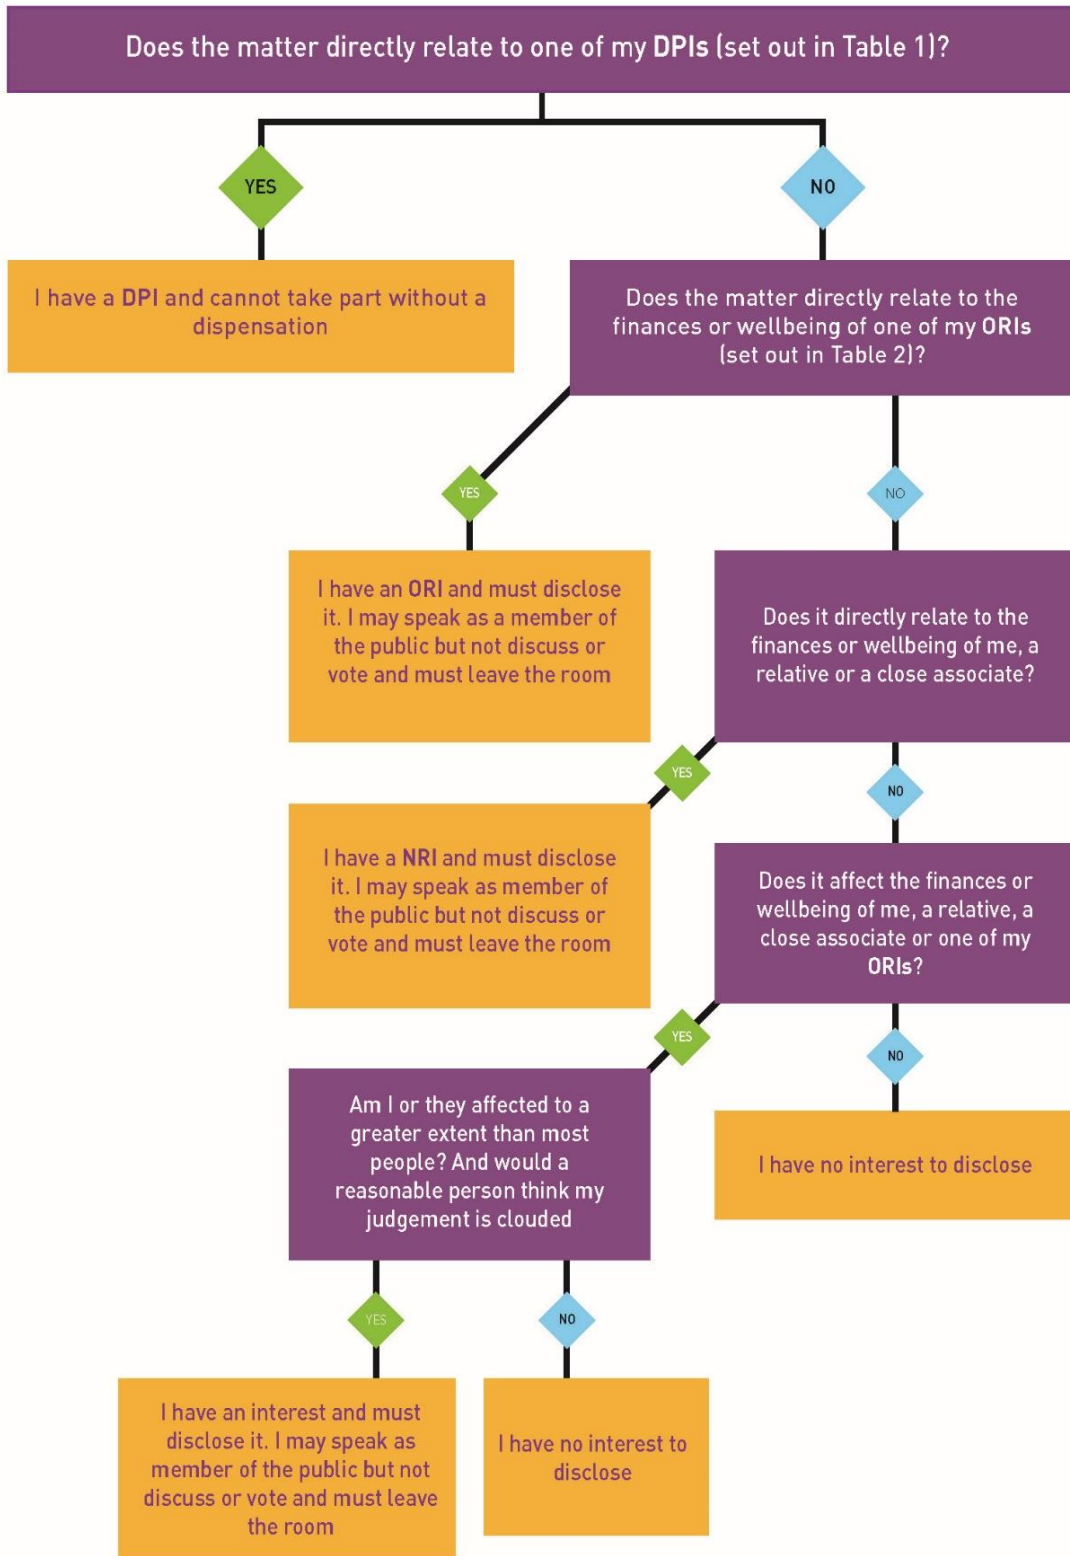 Does the matter directly relate to one of my DPIs (set out in Table 1)?
YES
NO
I have a DPI and cannot take part without a
dispensation
Does the matter directly relate to the
finances or wellbeing of one of my ORIs
(set out in Table 2)?
YES
NO
I have an ORI and must disclose
it. I may speak as a member of
the public but not discuss or
vote and must leave the room
Does it directly relate to the
finances or wellbeing of me, a
relative or a close associate?
YES
NO
I have a NRI and must disclose
it. I may speak as member of
the public but not discuss or
vote and must leave the room
Does it affect the finances or
wellbeing of me, a relative, a
close associate or one of my
ORIs?
YES
NO
Am I or they affected to a
greater extent than most
people? And would a
reasonable person think my
judgement is clouded
I have no interest to disclose
YES
NO
I have an interest and must
disclose it. I may speak as
member of the public but not
discuss or vote and must leave
the room
I have no interest to
disclose